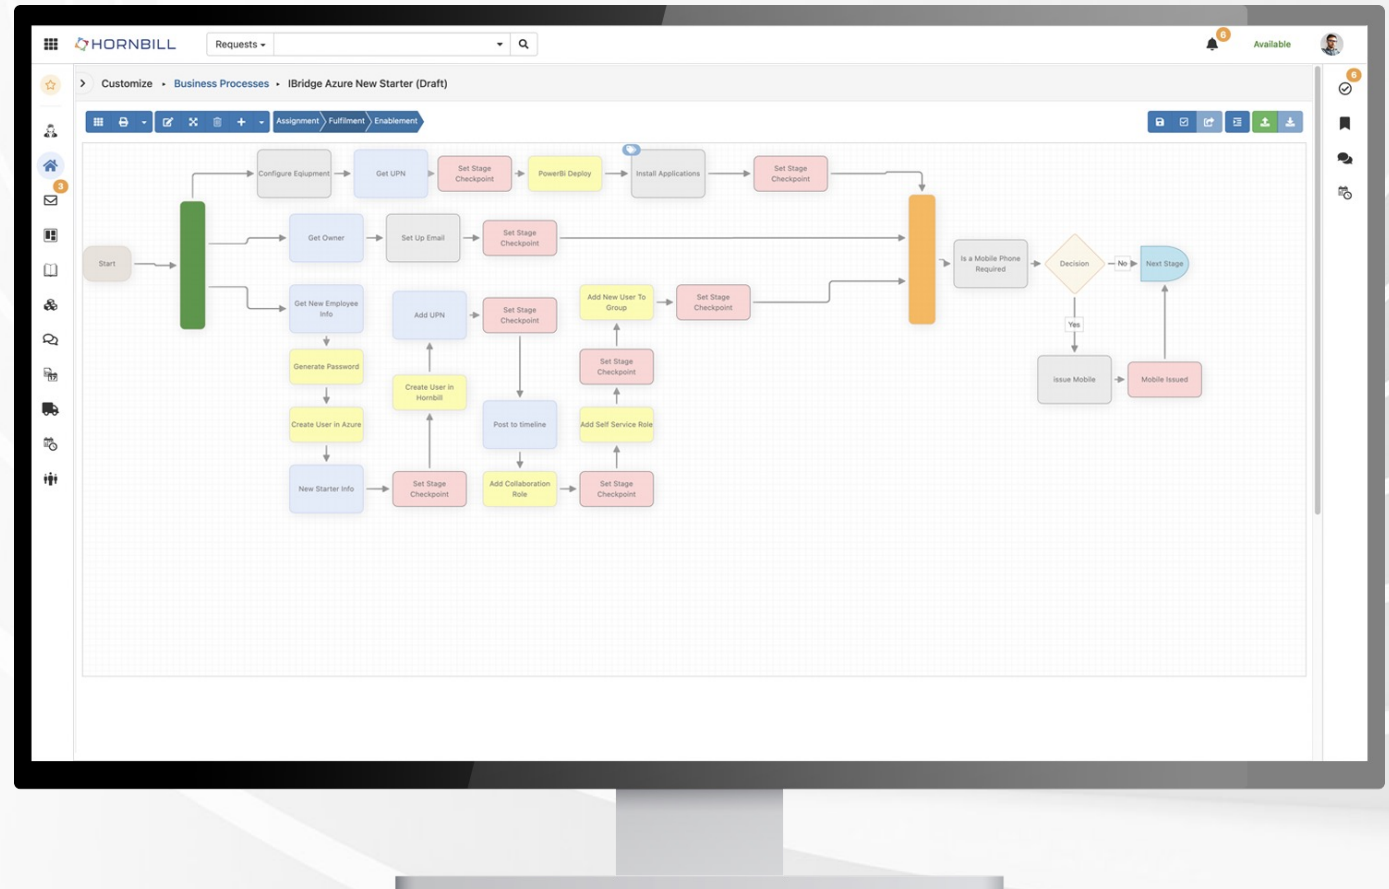 HORNBILL
Requests
6
Available
6
Customize
Business Processes
IBridge Azure New Starter (Draft)
Assignment
Fulfilment
Enablement
3
Configure Eqiupment
Get UPN
Set Stage
Checkpoint
PowerBi Deploy
Install Applications
Set Stage
Checkpoint
Get Owner
Set Up Email
Set Stage
Checkpoint
Start
Is a Mobile Phone
Required
Decision
No
Next Stage
Get New Employee
Info
Add UPN
Set Stage
Checkpoint
Add New User To
Group
Set Stage
Checkpoint
Yes
Generate Password
Set Stage
Checkpoint
Create User in
Hornbill
Issue Mobile
Mobile Issued
Create User in Azure
Post to timeline
Add Self Service Role
New Starter Info
Set Stage
Checkpoint
Add Collaboration
Role
Set Stage
Checkpoint